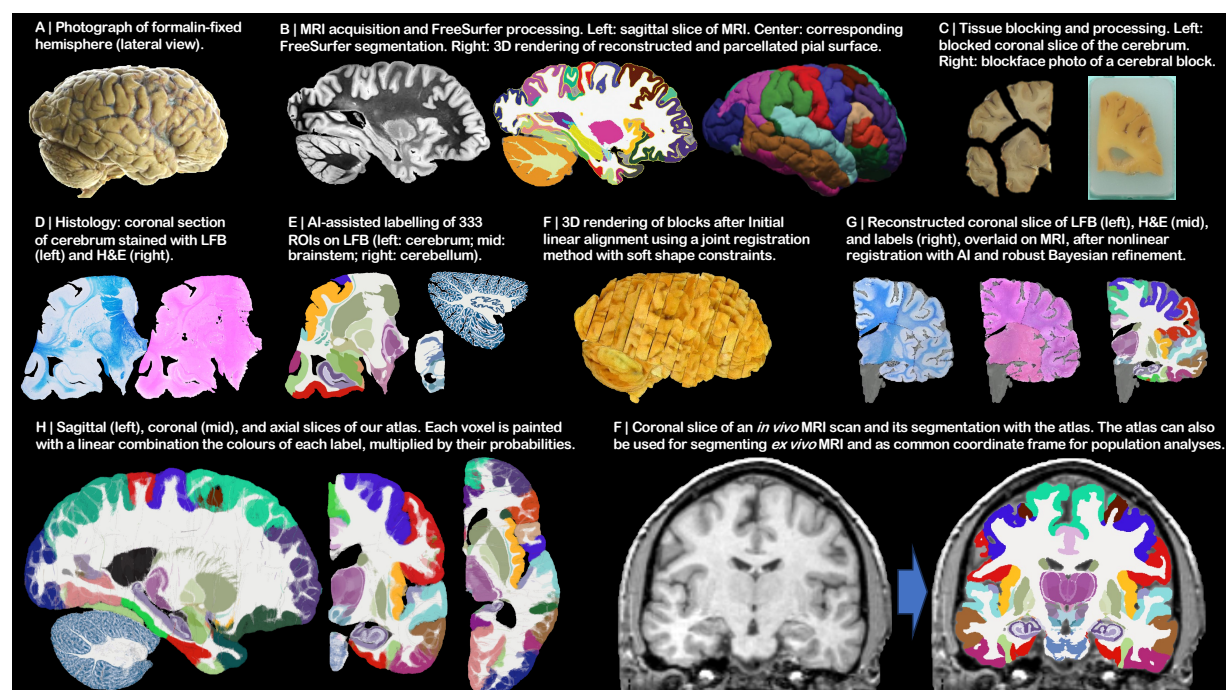 A | Photograph of formalin-fixed
hemisphere (lateral view).
B | MRI acquisition and FreeSurfer processing. Left: sagittal slice of MRI. Center: corresponding
FreeSurfer segmentation. Right: 3D rendering of reconstructed and parcellated pial surface.
C | Tissue blocking and processing. Left:
blocked coronal slice of the cerebrum.
Right: blockface photo of a cerebral block.
D | Histology: coronal section
of cerebrum stained with LFB
(left) and H&E (right).
E | AI-assisted labelling of 333
ROIs on LFB (left: cerebrum; mid:
brainstem; right: cerebellum).
F | 3D rendering of blocks after Initial
linear alignment using a joint registration
method with soft shape constraints.
G | Reconstructed coronal slice of LFB (left), H&E (mid),
and labels (right), overlaid on MRI, after nonlinear
registration with AI and robust Bayesian refinement.
H | Sagittal (left), coronal (mid), and axial slices of our atlas. Each voxel is painted
with a linear combination the colours of each label, multiplied by their probabilities.
F | Coronal slice of an in vivo MRI scan and its segmentation with the atlas. The atlas can also
be used for segmenting ex vivo MRI and as common coordinate frame for population analyses.